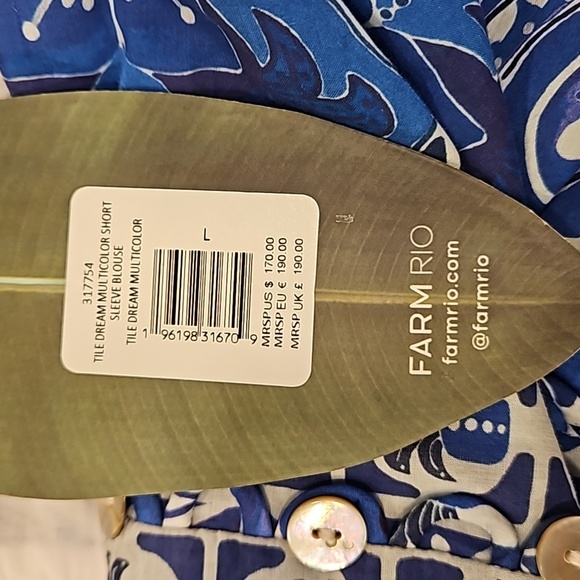 317754
TILE DREAM MULTICOLOR SHORT
SLEEVE BLOUSE
TILE DREAM MULTICOLOR
L
1 96198 31670 9
MRSP US $ 170.00
MRSP EU € 190.00
MRSP UK £ 190.00
FARM RIO
farmrio.com
@farmrio